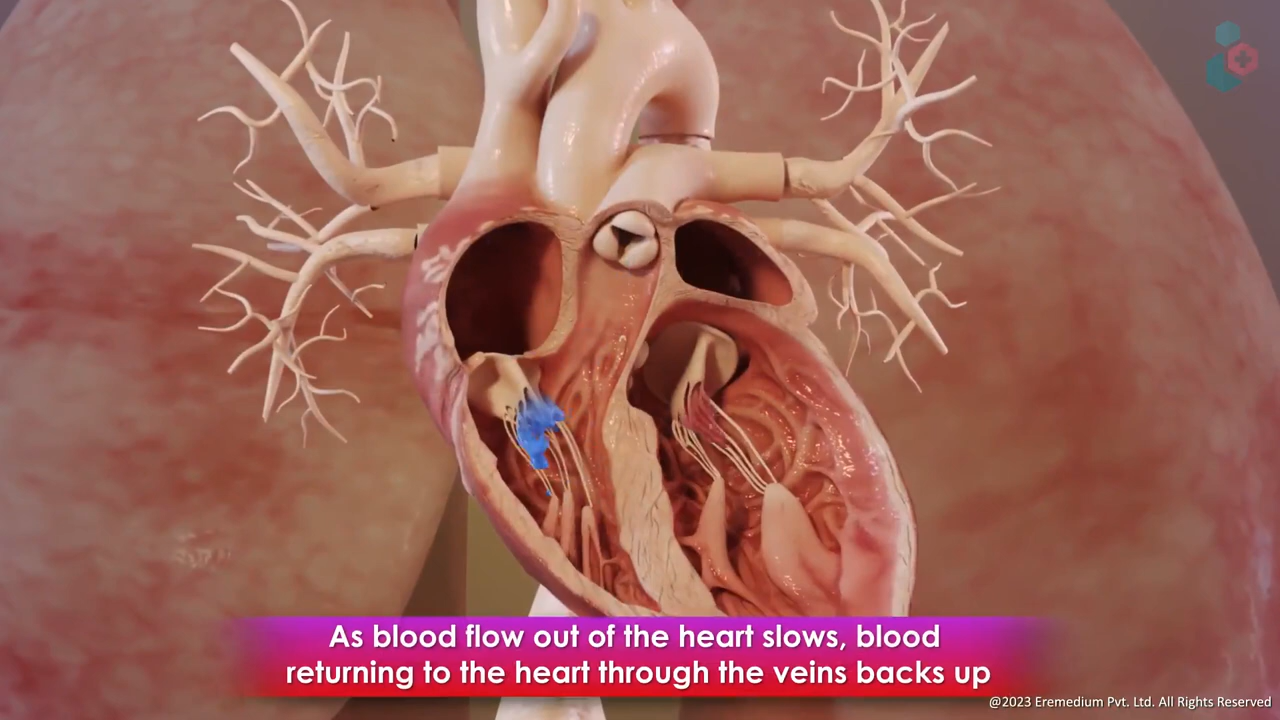 As blood flow out of the heart slows, blood
returning to the heart through the veins backs up
@2023 Eremedium Pvt. Ltd. All Rights Reserved